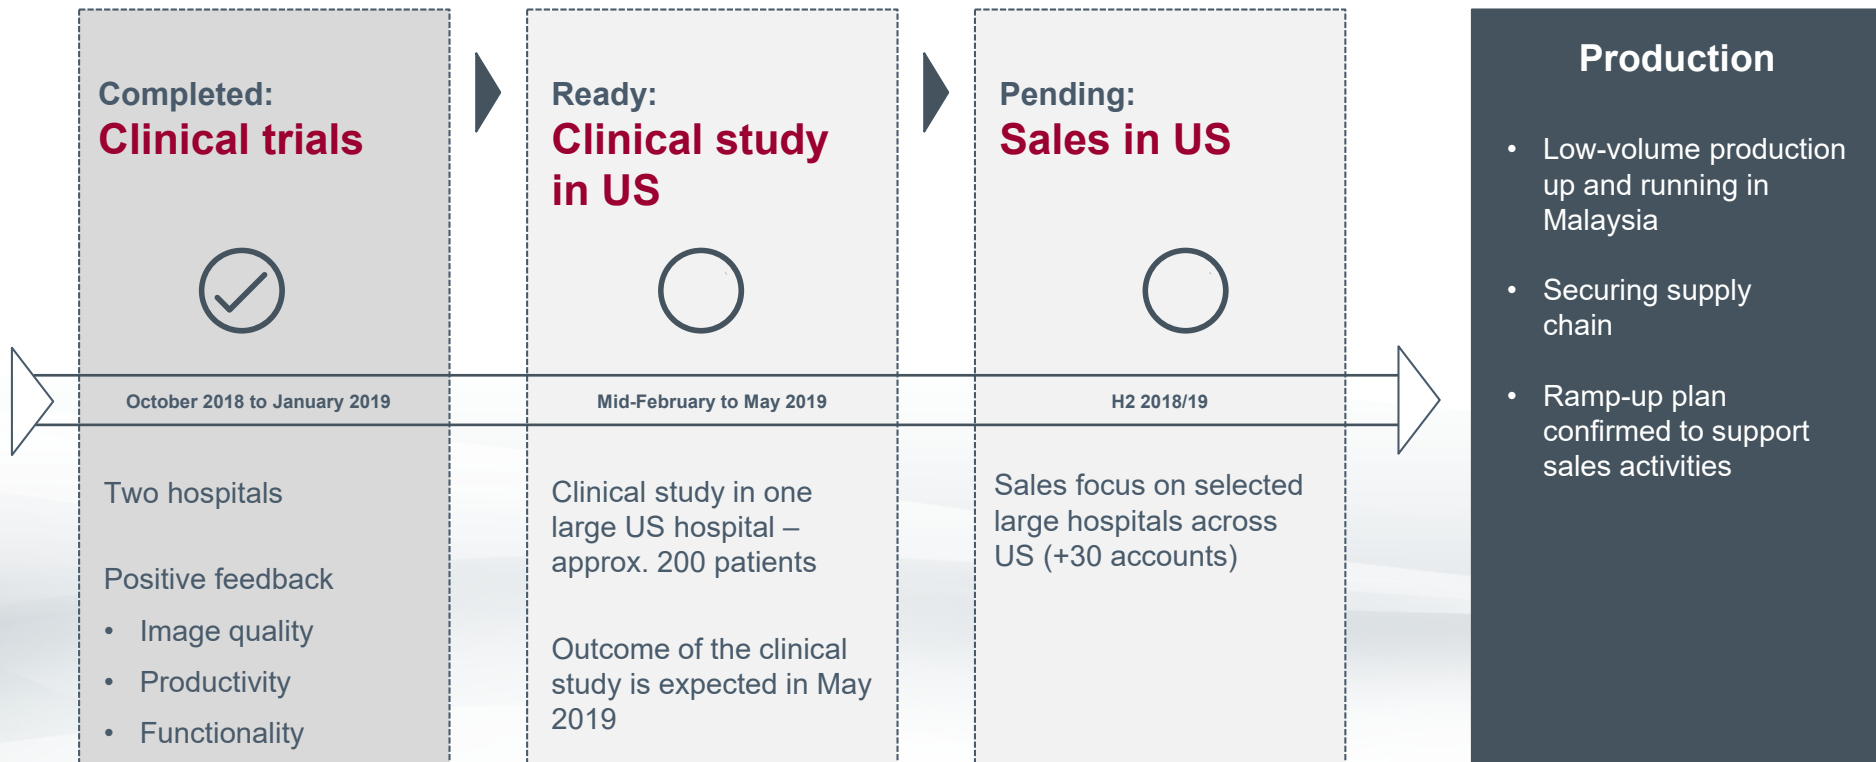 Completed:
Clinical trials
October 2018 to January 2019
Two hospitals
Positive feedback
• Image quality
• Productivity
• Functionality
Ready:
Clinical study
in US
Mid-February to May 2019
Clinical study in one
large US hospital –
approx. 200 patients
Outcome of the clinical
study is expected in May
2019
Pending:
Sales in US
H2 2018/19
Sales focus on selected
large hospitals across
US (+30 accounts)
Production
• Low-volume production
up and running in
Malaysia
• Securing supply
chain
• Ramp-up plan
confirmed to support
sales activities